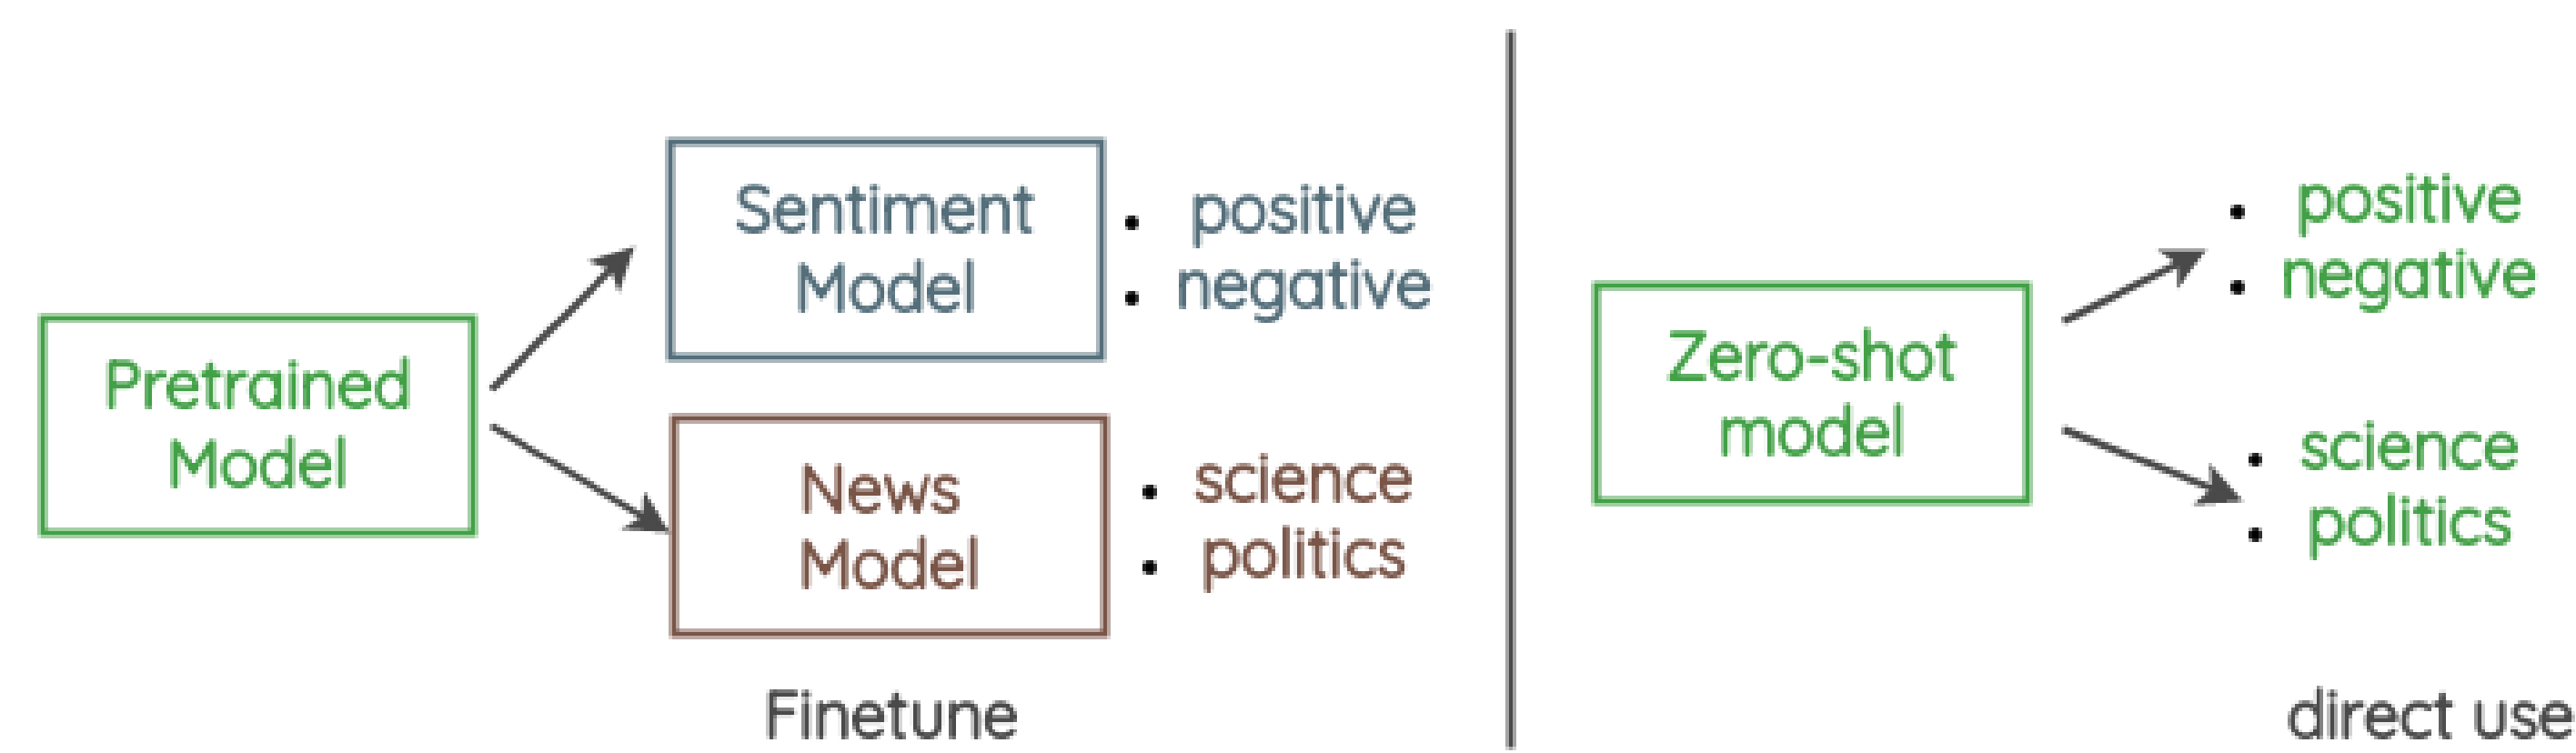 Pretrained
Model
Sentiment
Model
• positive
• negative
News
Model
• science
• politics
Finetune
Zero-shot
model
• positive
• negative
• science
• politics
direct use